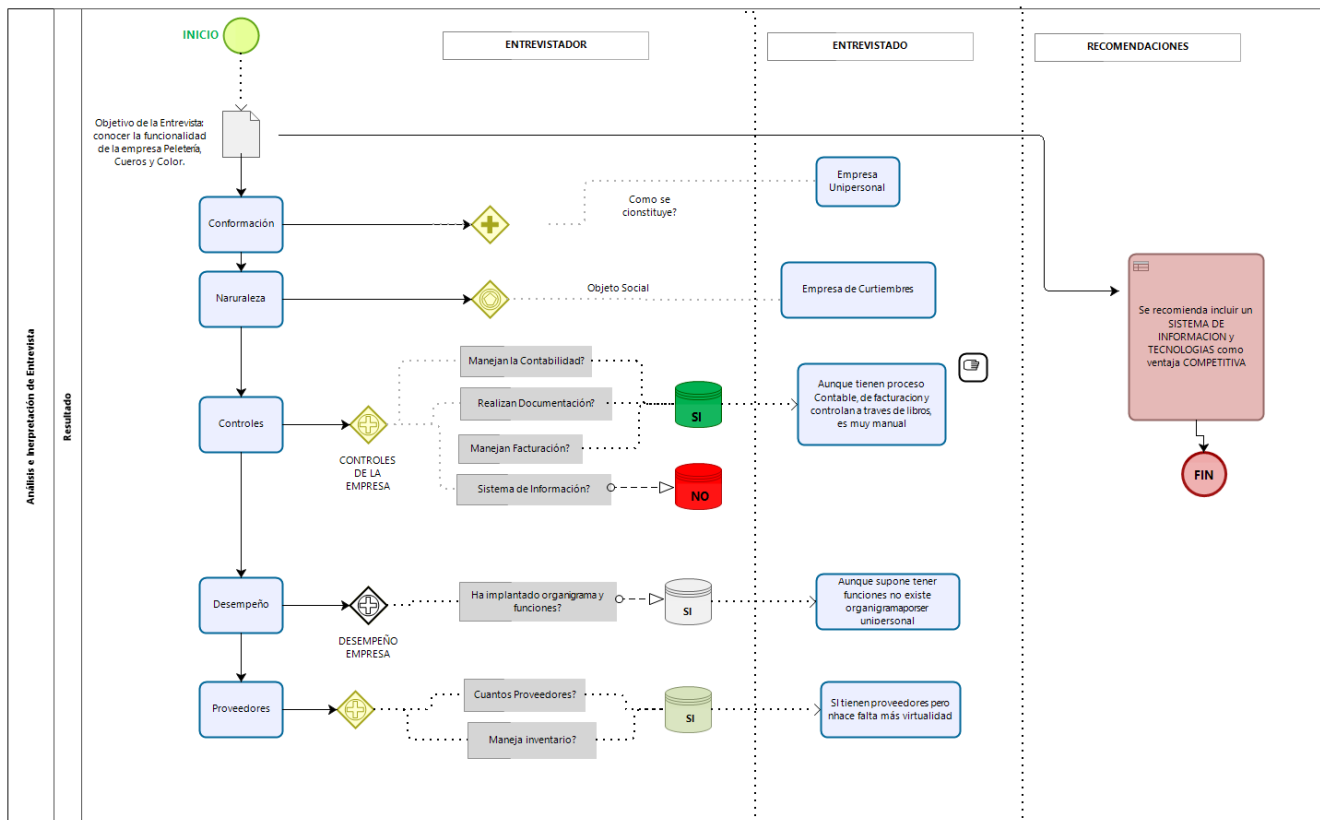 INICIO
ENTREVISTADOR
ENTREVISTADO
RECOMENDACIONES
Objetivo de la Entrevista:
conocer la funcionalidad
de la empresa Peletería,
Cueros y Color.
Empresa
Unipersonal
Como se
cionstituye?
Conformación
Naruraleza
Objeto Social
Empresa de Curtiembres
Se recomienda incluir un
SISTEMA DE
INFORMACION y
TECNOLOGIAS como
ventaja COMPETITIVA
Manejan la Contabilidad?
Realizan Documentación?
Manejan Facturación?
Sistema de Información?
SI
NO
Aunque tienen proceso
Contable, de facturacion y
controlan a traves de libros,
es muy manual
Controles
CONTROLES
DE LA
EMPRESA
FIN
Desempeño
DESEMPEÑO
EMPRESA
Ha implantado organigrama y
funciones?
SI
Aunque supone tener
funciones no existe
organigramaporser
unipersonal
Proveedores
Cuantos Proveedores?
Maneja inventario?
SI
SI tienen proveedores pero
nhace falta más virtualidad
Análisis e Inerpretación de Entrevista
Resultado